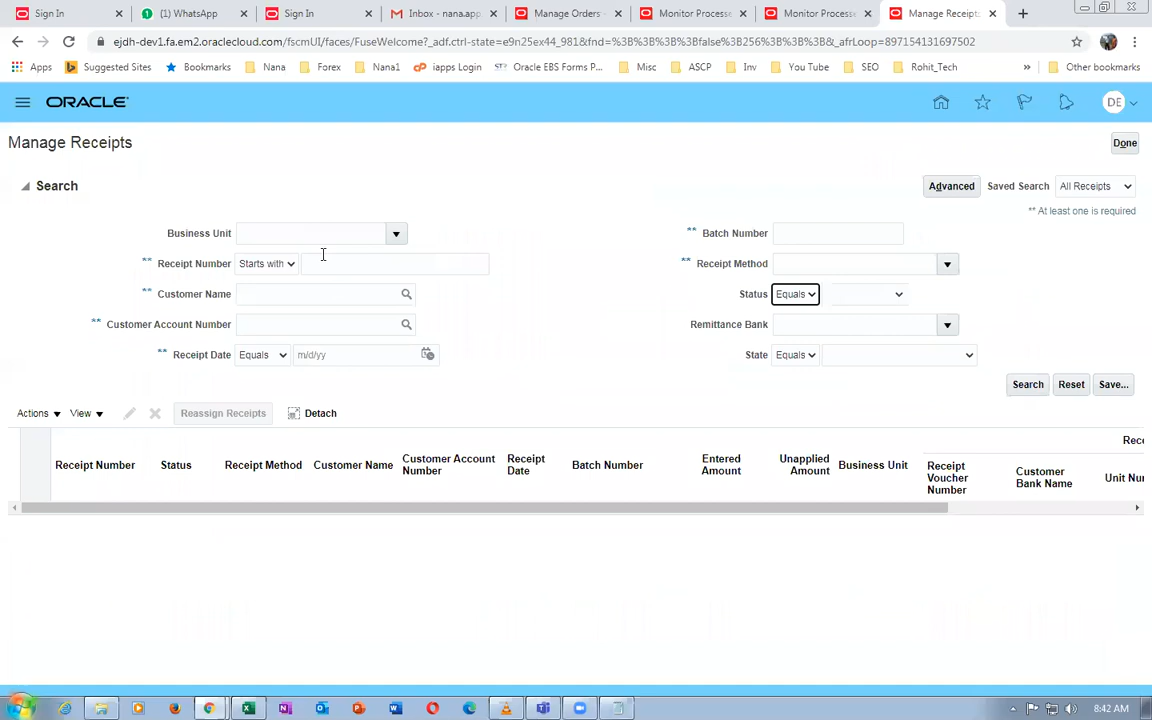 Sign In
(1) WhatsApp
Sign In
Inbox - nana.app
Manage Orders -
Monitor Processe
Monitor Processe
Manage Receipts
ejdh-dev1.fa.em2.oraclecloud.com/fscmUI/faces/FuseWelcome?_adf.ctrl-state=e9n25ex44_981&fnd=%3B%3B%3B%3Bfalse%3B256%3B%3B%3B&_afrLoop=897154131697502
Apps
Suggested Sites
Bookmarks
Nana
Forex
Nana1
iapps Login
Oracle EBS Forms P...
Misc
ASCP
Inv
You Tube
SEO
Rohit_Tech
»
Other bookmarks
ORACLE
DE
Manage Receipts
Done
Search
Advanced
Saved Search
All Receipts
** At least one is required
Business Unit
** Batch Number
** Receipt Number
Starts with
** Receipt Method
** Customer Name
Status
Equals
** Customer Account Number
Remittance Bank
** Receipt Date
Equals
m/d/yy
State
Equals
Search
Reset
Save...
Actions
View
Reassign Receipts
Detach
Rece
Receipt Number
Status
Receipt Method
Customer Name
Customer Account Number
Receipt Date
Batch Number
Entered Amount
Unapplied Amount
Business Unit
Receipt Voucher Number
Customer Bank Name
Unit Nun
8:42 AM